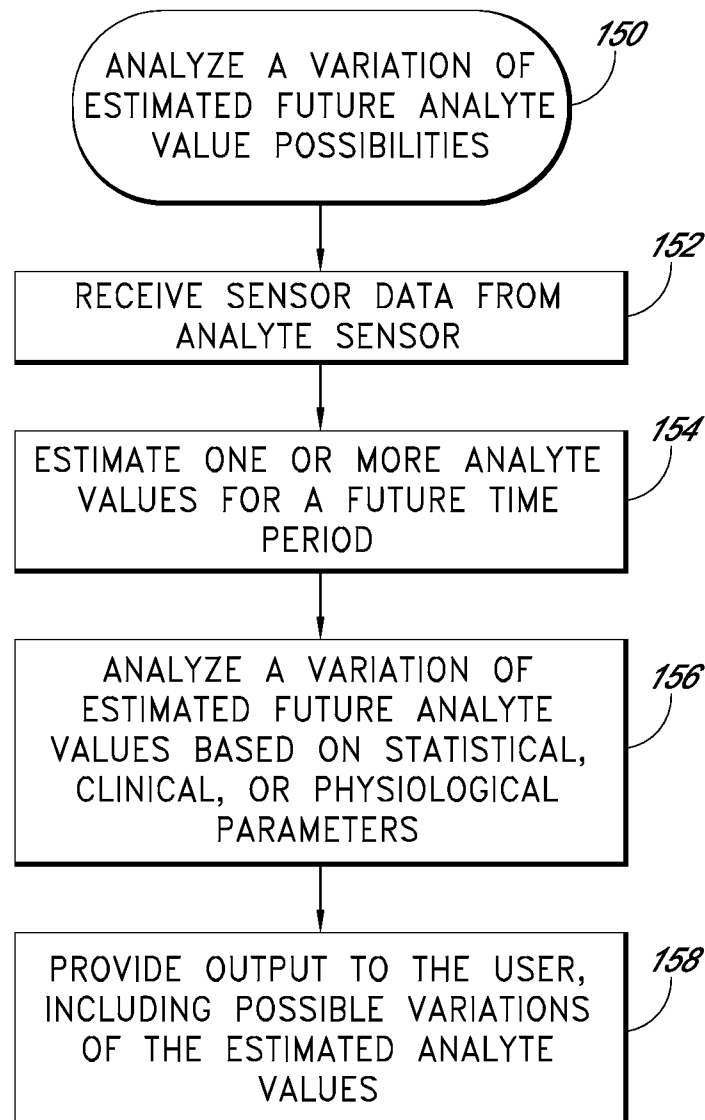 150
ANALYZE A VARIATION OF
ESTIMATED FUTURE ANALYTE
VALUE POSSIBILITIES
152
RECEIVE SENSOR DATA FROM
ANALYTE SENSOR
154
ESTIMATE ONE OR MORE ANALYTE
VALUES FOR A FUTURE TIME
PERIOD
156
ANALYZE A VARIATION OF
ESTIMATED FUTURE ANALYTE
VALUES BASED ON STATISTICAL,
CLINICAL, OR PHYSIOLOGICAL
PARAMETERS
158
PROVIDE OUTPUT TO THE USER,
INCLUDING POSSIBLE VARIATIONS
OF THE ESTIMATED ANALYTE
VALUES